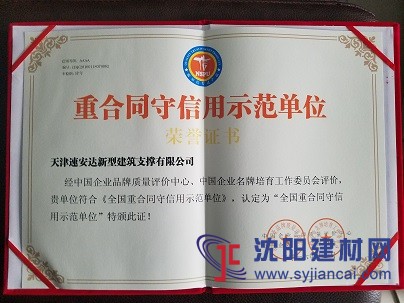 重合同守信用示范单位
荣誉证书
天津速安达新型建筑支撑有限公司
经中国企业品牌质量评价中心、中国企业名牌培育工作委员会评价，
贵单位符合《全国重合同守信用示范单位》，认定为“全国重合同守信
用示范单位”特颁此证！
沈阳建材网
www.syjiancai.com